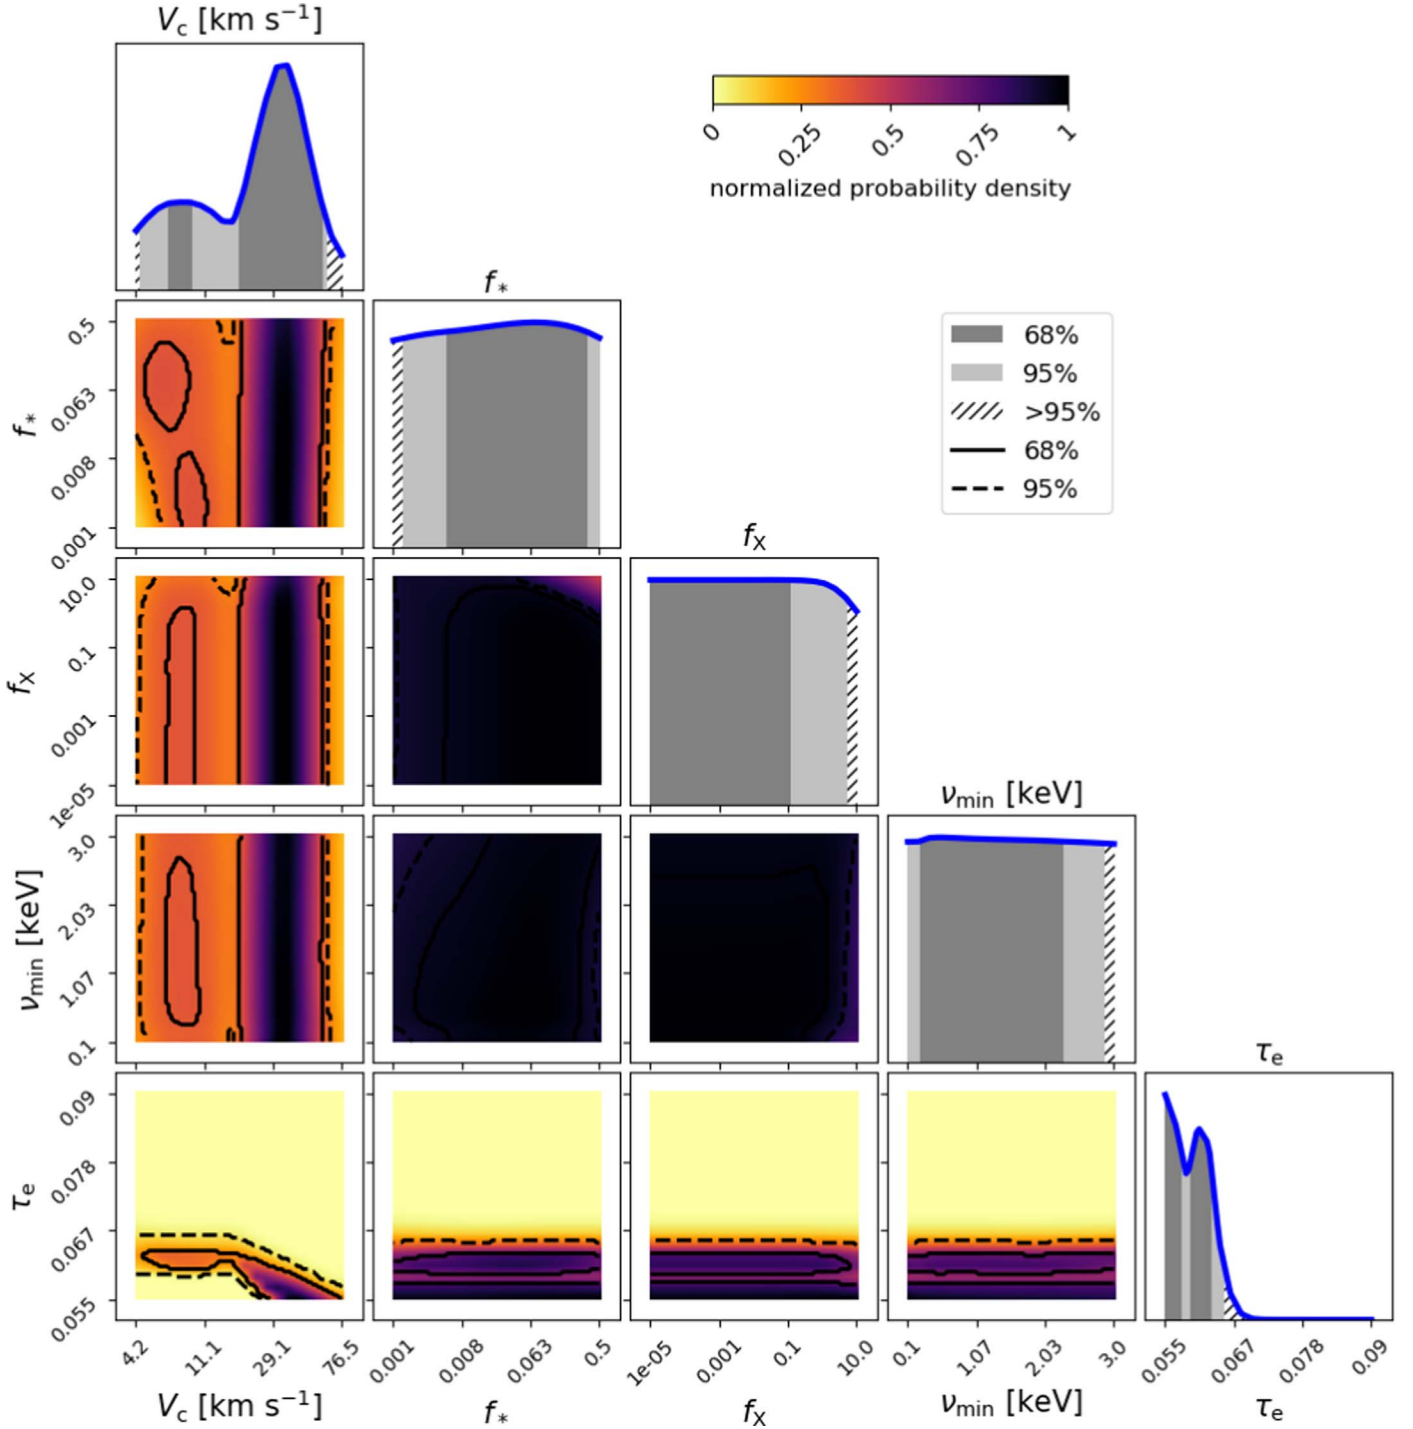 V_c [km s⁻¹]
0
0.25
0.5
0.75
1
normalized probability density
f_*
68%
95%
>95%
68%
95%
f_*
0.5
0.063
0.008
0.001
f_X
f_X
10.0
0.1
0.001
1e-05
ν_min [keV]
ν_min [keV]
3.0
2.03
1.07
0.1
τ_e
τ_e
0.09
0.078
0.067
0.055
4.2 11.1 29.1 76.5 0.001 0.008 0.063 0.5 1e-05 0.001 0.1 10.0 0.1 1.07 2.03 3.0 0.055 0.067 0.078 0.09
V_c [km s⁻¹] f_* f_X ν_min [keV] τ_e